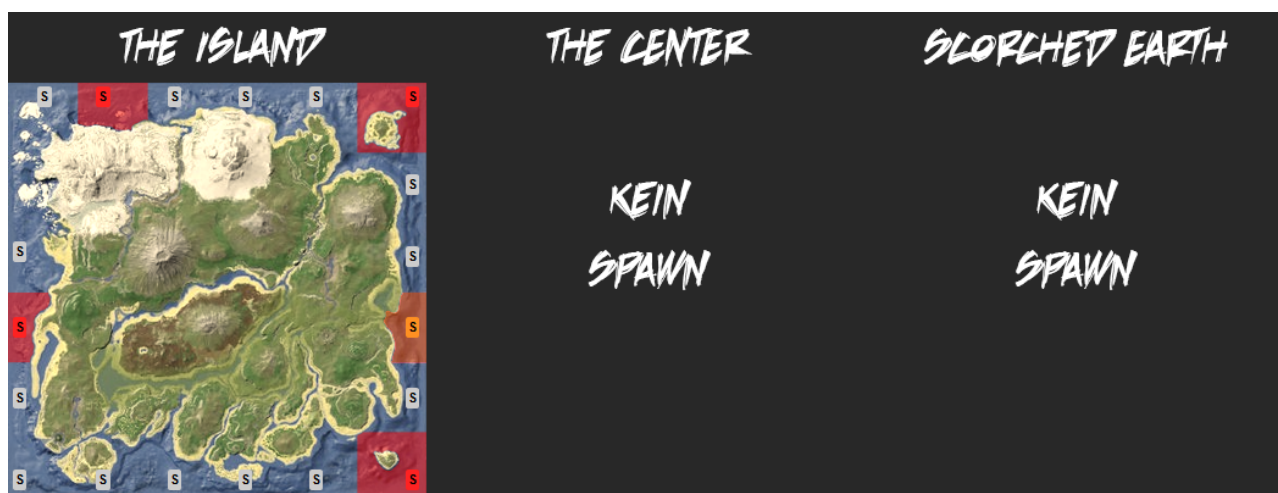 THE ISLAND
THE CENTER
SCORCHED EARTH
S S S S S S
S
KEIN
KEIN
S S
SPAWN
SPAWN
S S
S S
S S S S S S